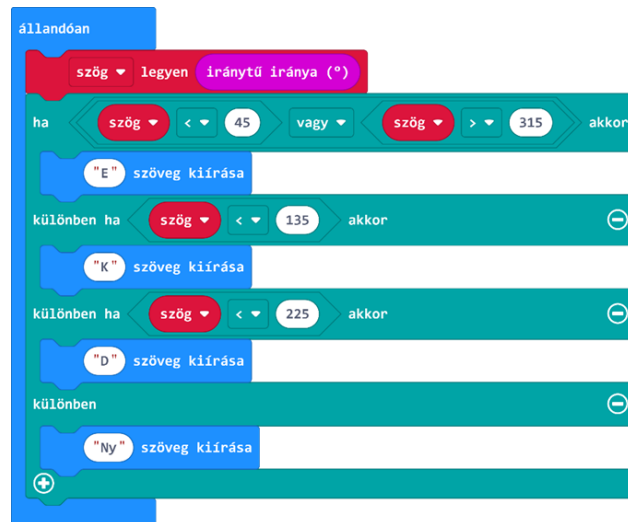 állandóan
szög legyen iránytű iránya (°)
ha szög < 45 vagy szög > 315 akkor
"E" szöveg kiírása
különben ha szög < 135 akkor
"K" szöveg kiírása
különben ha szög < 225 akkor
"D" szöveg kiírása
különben
"Ny" szöveg kiírása